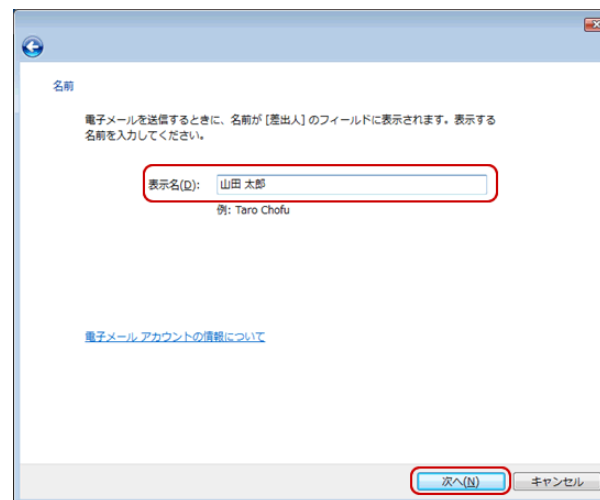 名前
電子メールを送信するときに、名前が [差出人] のフィールドに表示されます。表示する
名前を入力してください。
表示名(D): 山田 太郎
例: Taro Chofu
電子メール アカウントの情報について
次へ(N) キャンセル